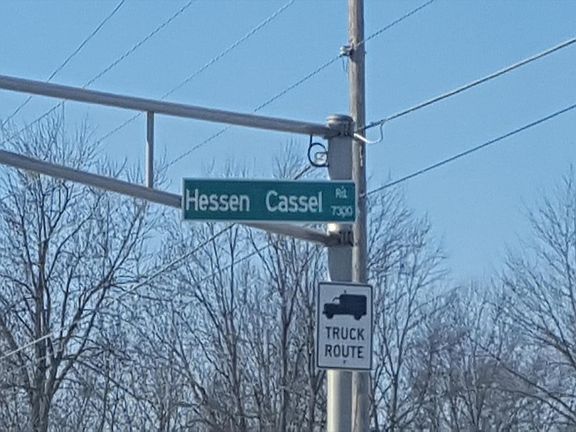 Hessen Cassel Rd.
7300
TRUCK
ROUTE